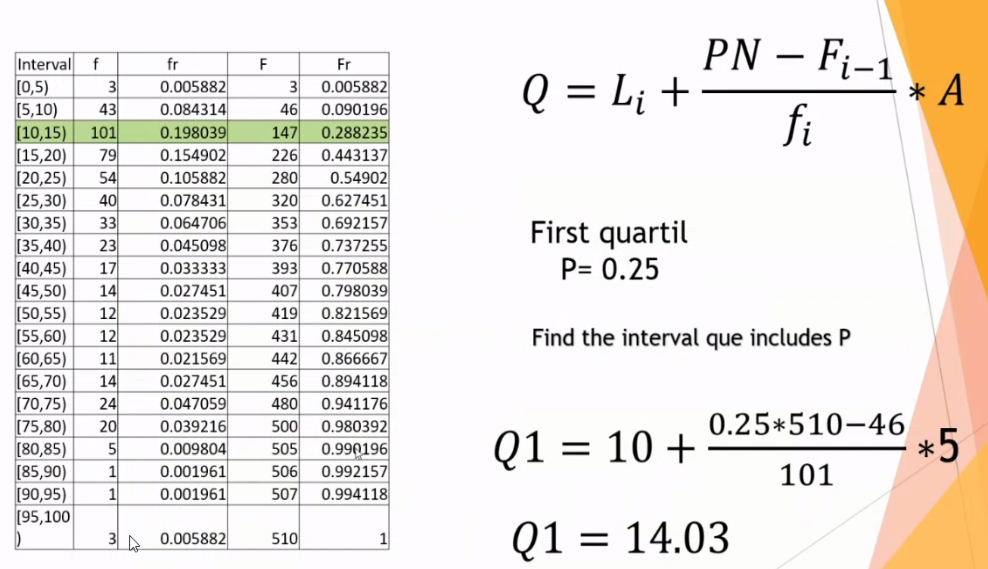 Interval f fr F Fr
[0,5) 3 0.005882 3 0.005882
[5,10) 43 0.084314 46 0.090196
[10,15) 101 0.198039 147 0.288235
[15,20) 79 0.154902 226 0.443137
[20,25) 54 0.105882 280 0.54902
[25,30) 40 0.078431 320 0.627451
[30,35) 33 0.064706 353 0.692157
[35,40) 23 0.045098 376 0.737255
[40,45) 17 0.033333 393 0.770588
[45,50) 14 0.027451 407 0.798039
[50,55) 12 0.023529 419 0.821569
[55,60) 12 0.023529 431 0.845098
[60,65) 11 0.021569 442 0.866667
[65,70) 14 0.027451 456 0.894118
[70,75) 24 0.047059 480 0.941176
[75,80) 20 0.039216 500 0.980392
[80,85) 5 0.009804 505 0.990196
[85,90) 1 0.001961 506 0.992157
[90,95) 1 0.001961 507 0.994118
[95,100
) 3 0.005882 510 1
Q = L_i + (PN − F_{i−1}) / f_i * A
First quartil
P= 0.25
Find the interval que includes P
Q1 = 10 + (0.25*510−46) / 101 *5
Q1 = 14.03